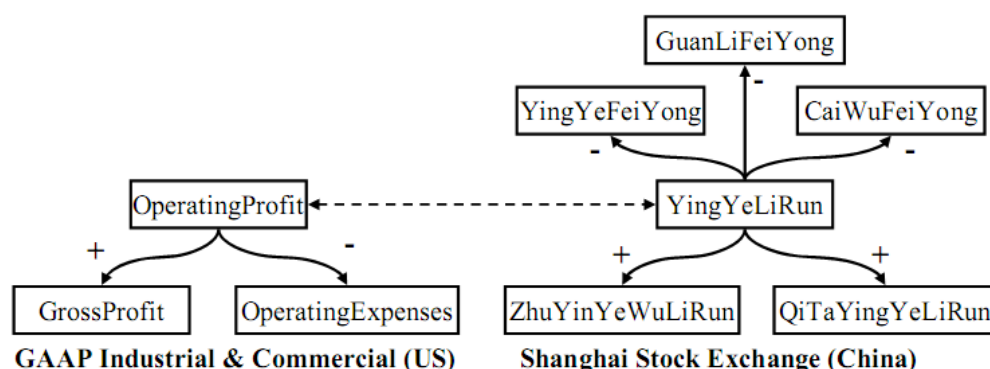 GuanLiFeiYong
-
YingYeFeiYong
CaiWuFeiYong
-
-
OperatingProfit
YingYeLiRun
+
-
+
+
GrossProfit
OperatingExpenses
ZhuYinYeWuLiRun
QiTaYingYeLiRun
GAAP Industrial & Commercial (US)
Shanghai Stock Exchange (China)